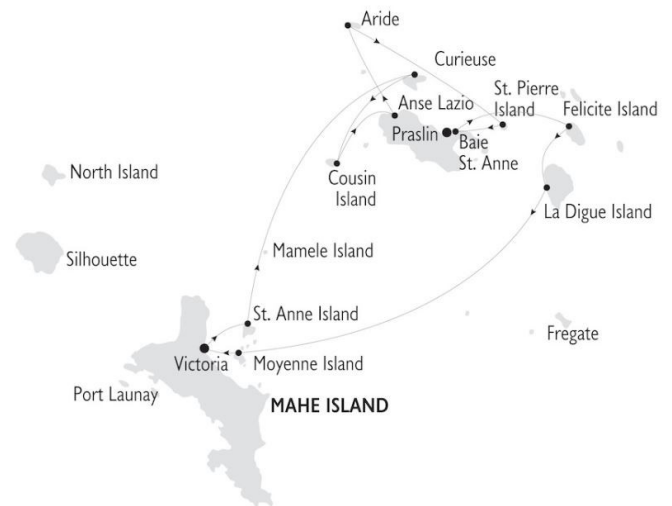 Aride
Curieuse
St. Pierre
Island
Felicite Island
Anse Lazio
Praslin
Baie
St. Anne
Cousin
Island
North Island
La Digue Island
Mamele Island
Silhouette
St. Anne Island
Fregate
Victoria
Moyenne Island
Port Launay
MAHE ISLAND